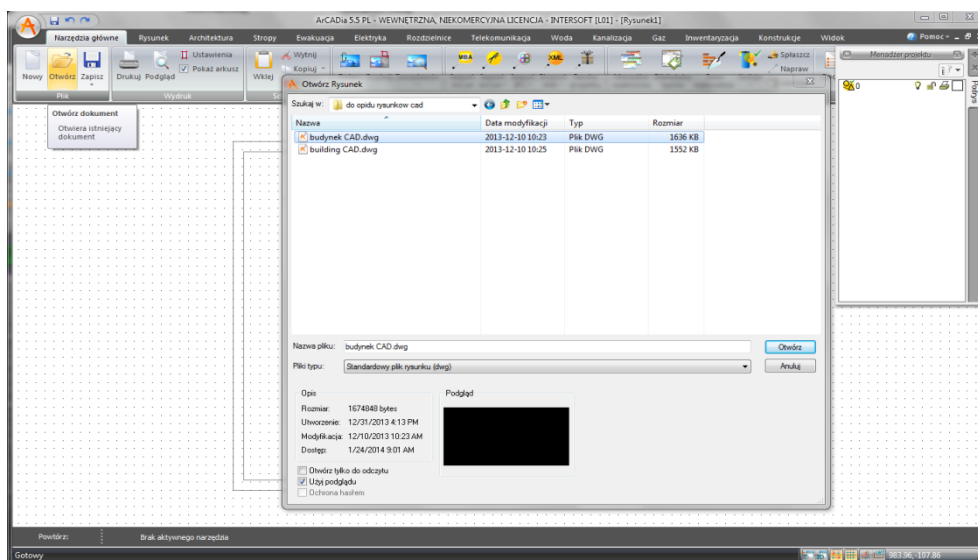 ArCADia 5.5 PL - WEWNĘTRZNA, NIEKOMERCYJNA LICENCJA - INTERSOFT [L01] - [Rysunek1]
Narzędzia główne Rysunek Architektura Stropy Ewakuacja Elektryka Rozdzielnice Telekomunikacja Woda Kanalizacja Gaz Inwentaryzacja Konstrukcje Widok Pomoc
Ustawienia Wytnij Spłaszcz
Pokaż arkusz Kopiuj Napraw
Nowy Otwórz Zapisz Drukuj Podgląd Wklej
Plik Wydruk
Menadżer projektu
0
Podrys
Otwórz dokument
Otwiera istniejący
dokument
Otwórz Rysunek
Szukaj w: do opidu rysunkow cad
Nazwa Data modyfikacji Typ Rozmiar
budynek CAD.dwg 2013-12-10 10:23 Plik DWG 1636 KB
building CAD.dwg 2013-12-10 10:25 Plik DWG 1552 KB
Nazwa pliku: budynek CAD.dwg Otwórz
Pliki typu: Standardowy plik rysunku (dwg) Anuluj
Opis Podgląd
Rozmiar: 1674848 bytes
Utworzenie: 12/31/2013 4:13 PM
Modyfikacja: 12/10/2013 10:23 AM
Dostęp: 1/24/2014 9:01 AM
Otwórz tylko do odczytu
Użyj podglądu
Ochrona hasłem
Powtórz: Brak aktywnego narzędzia
Gotowy 983.96,-107.86